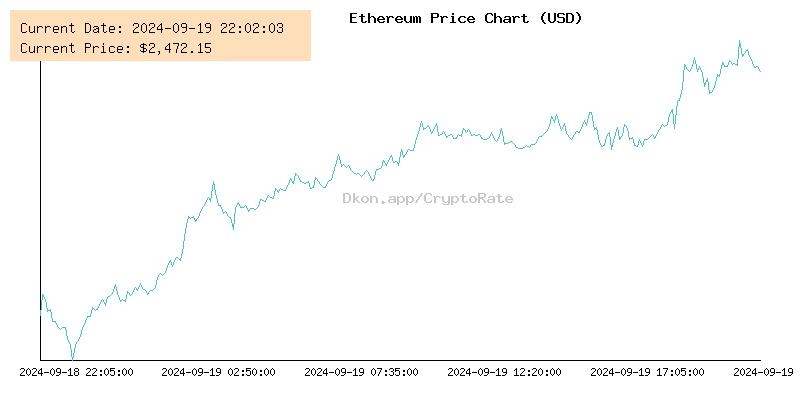 Ethereum Price Chart (USD)
Current Date: 2024-09-19 22:02:03
Current Price: $2,472.15
Dkon.app/CryptoRate
2024-09-18 22:05:00 2024-09-19 02:50:00 2024-09-19 07:35:00 2024-09-19 12:20:00 2024-09-19 17:05:00 2024-09-19